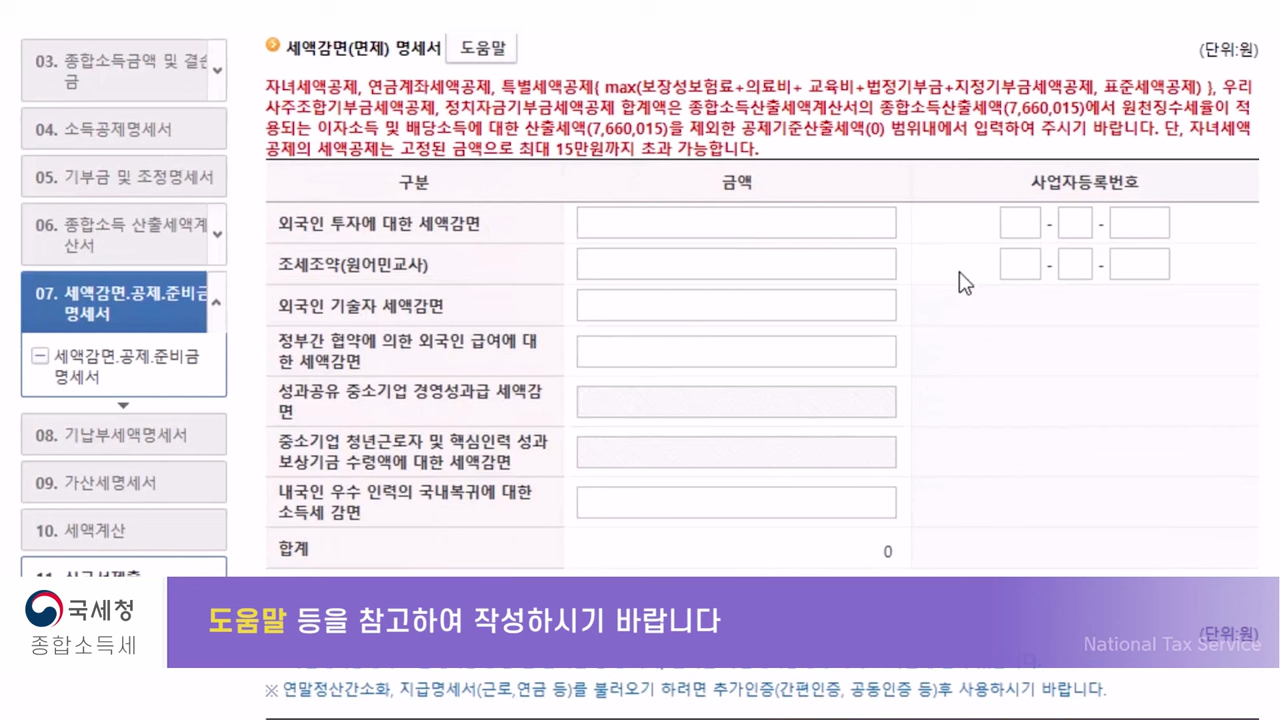 03. 종합소득금액 및 결손
금
04. 소득공제명세서
05. 기부금 및 조정명세서
06. 종합소득 산출세액계
산서
07. 세액감면.공제.준비금
명세서
세액감면.공제.준비금
명세서
08. 기납부세액명세서
09. 가산세명세서
10. 세액계산
세액감면(면제) 명세서 도움말 (단위:원)
자녀세액공제, 연금계좌세액공제, 특별세액공제{ max(보장성보험료+의료비+ 교육비+법정기부금+지정기부금세액공제, 표준세액공제) }, 우리
사주조합기부금세액공제, 정치자금기부금세액공제 합계액은 종합소득산출세액계산서의 종합소득산출세액(7,660,015)에서 원천징수세율이 적
용되는 이자소득 및 배당소득에 대한 산출세액(7,660,015)을 제외한 공제기준산출세액(0) 범위내에서 입력하여 주시기 바랍니다. 단, 자녀세액
공제의 세액공제는 고정된 금액으로 최대 15만원까지 초과 가능합니다.
구분 금액 사업자등록번호
외국인 투자에 대한 세액감면 - -
조세조약(원어민교사) - -
외국인 기술자 세액감면
정부간 협약에 의한 외국인 급여에 대
한 세액감면
성과공유 중소기업 경영성과급 세액감
면
중소기업 청년근로자 및 핵심인력 성과
보상기금 수령액에 대한 세액감면
내국인 우수 인력의 국내복귀에 대한
소득세 감면
합계 0
국세청
종합소득세
도움말 등을 참고하여 작성하시기 바랍니다
(단위:원)
National Tax Service
※ 연말정산간소화, 지급명세서(근로,연금 등)를 불러오기 하려면 추가인증(간편인증, 공동인증 등)후 사용하시기 바랍니다.